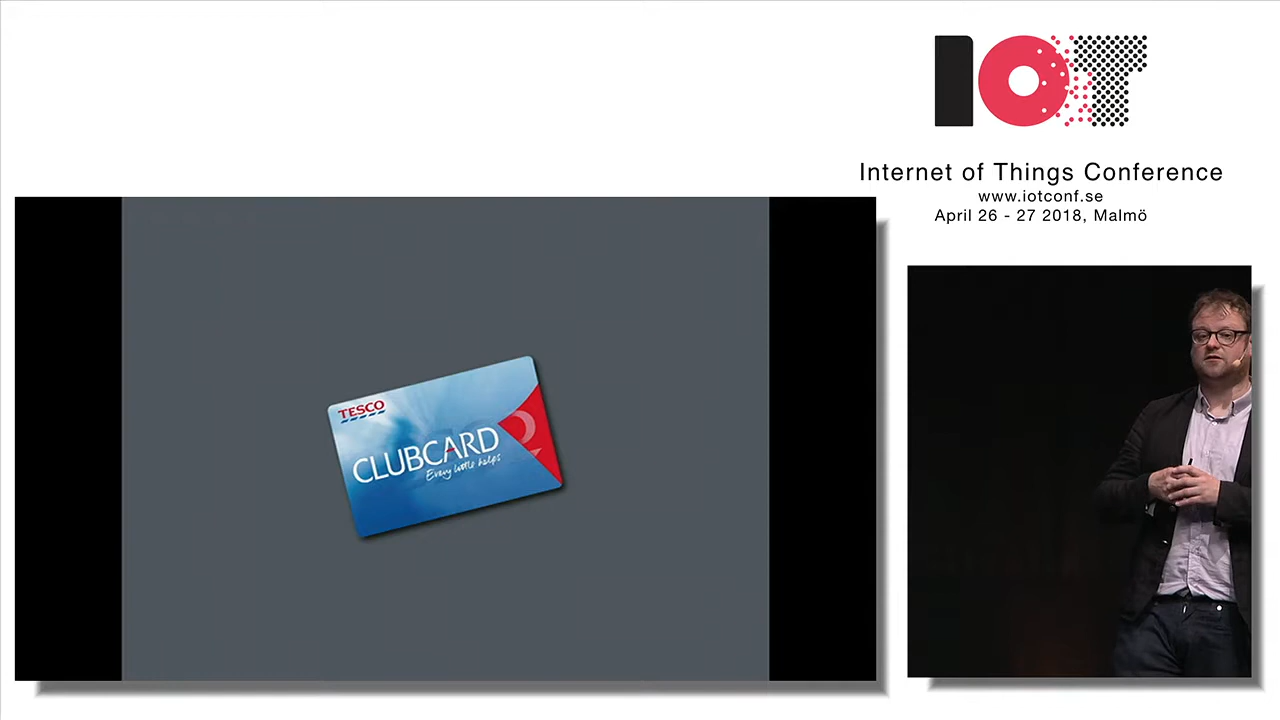 IOT
Internet of Things Conference
www.iotconf.se
April 26 - 27 2018, Malmö
TESCO
CLUBCARD
Every little helps